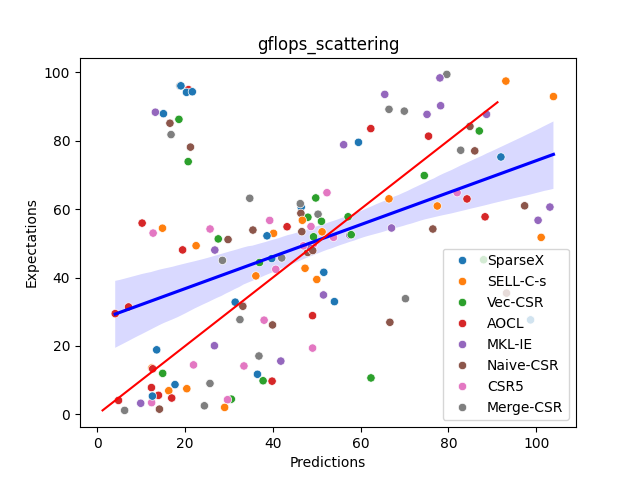 gflops_scattering
100
80
60
40
20
0
Expectations
0 20 40 60 80 100
Predictions
SparseX
SELL-C-s
Vec-CSR
AOCL
MKL-IE
Naive-CSR
CSR5
Merge-CSR